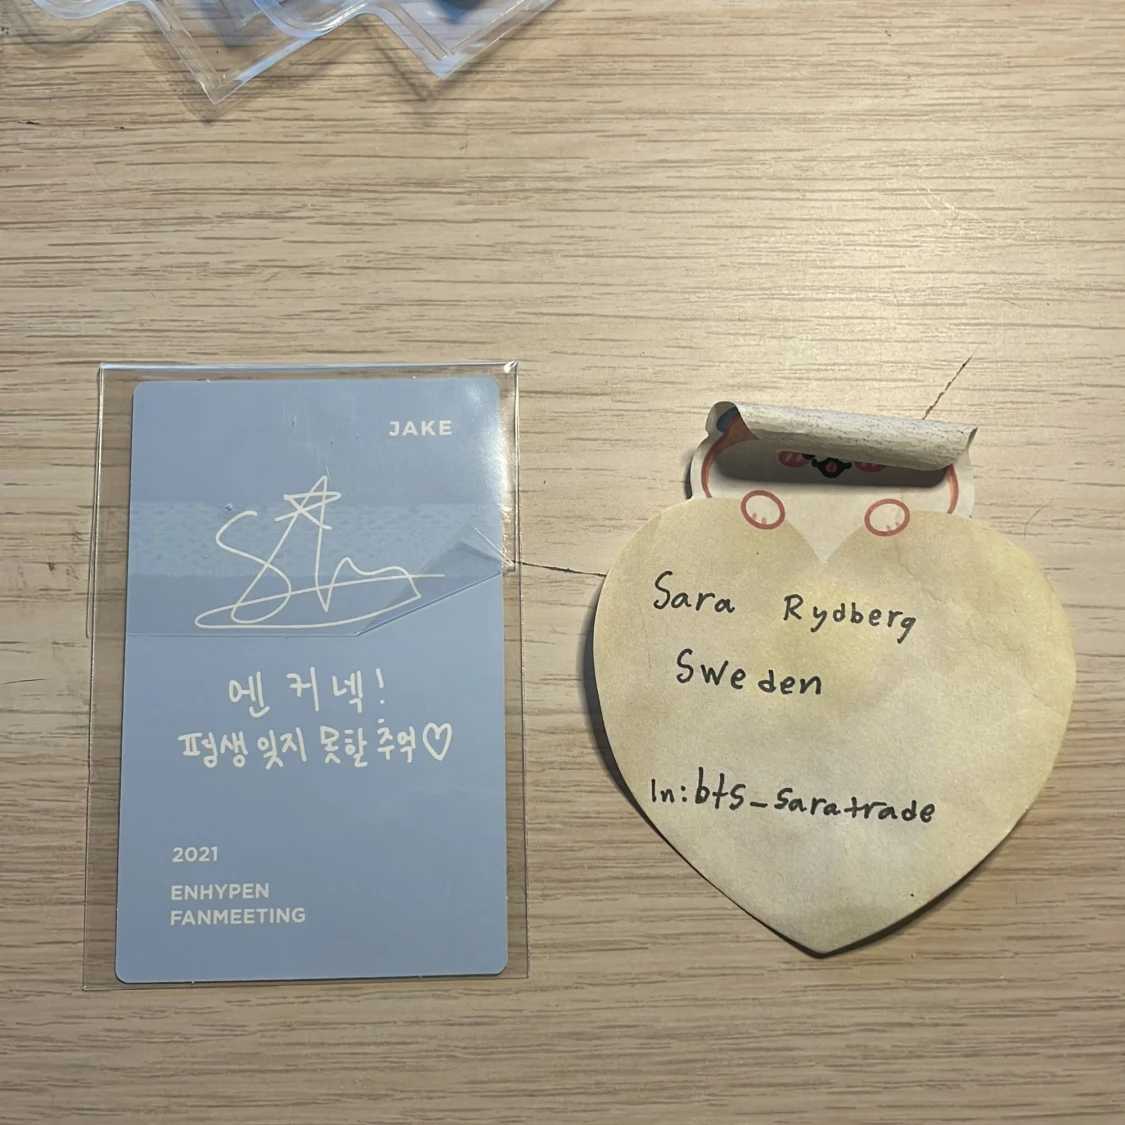 JAKE
엔 커넥!
평생 잊지 못할 추억♡
2021
ENHYPEN
FANMEETING
Sara Rydberg
Sweden
In: bts_saratrade